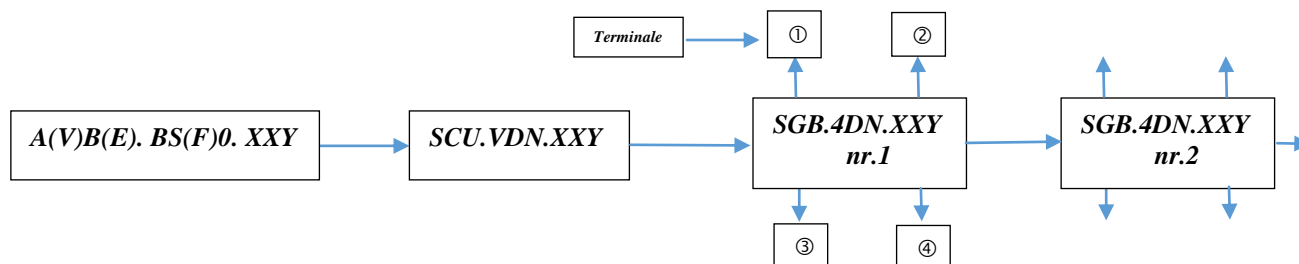 Terminale
①
②
A(V)B(E). BS(F)0. XXY
SCU.VDN.XXY
SGB.4DN.XXY
nr.1
SGB.4DN.XXY
nr.2
③
④